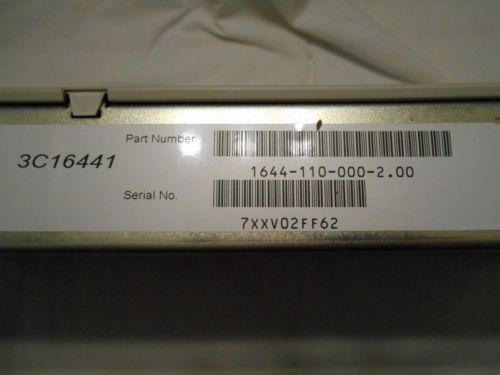 3C16441
Part Number
1644-110-000-2.00
Serial No.
7XXV02FF62